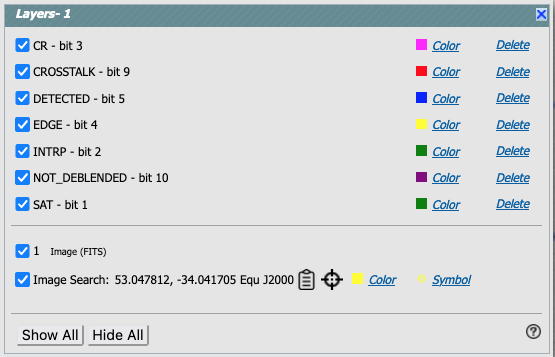 Layers- 1
CR - bit 3 Color Delete
CROSSTALK - bit 9 Color Delete
DETECTED - bit 5 Color Delete
EDGE - bit 4 Color Delete
INTRP - bit 2 Color Delete
NOT_DEBLENDED - bit 10 Color Delete
SAT - bit 1 Color Delete
1 Image (FITS)
Image Search: 53.047812, -34.041705 Equ J2000 Color Symbol
Show All Hide All ?